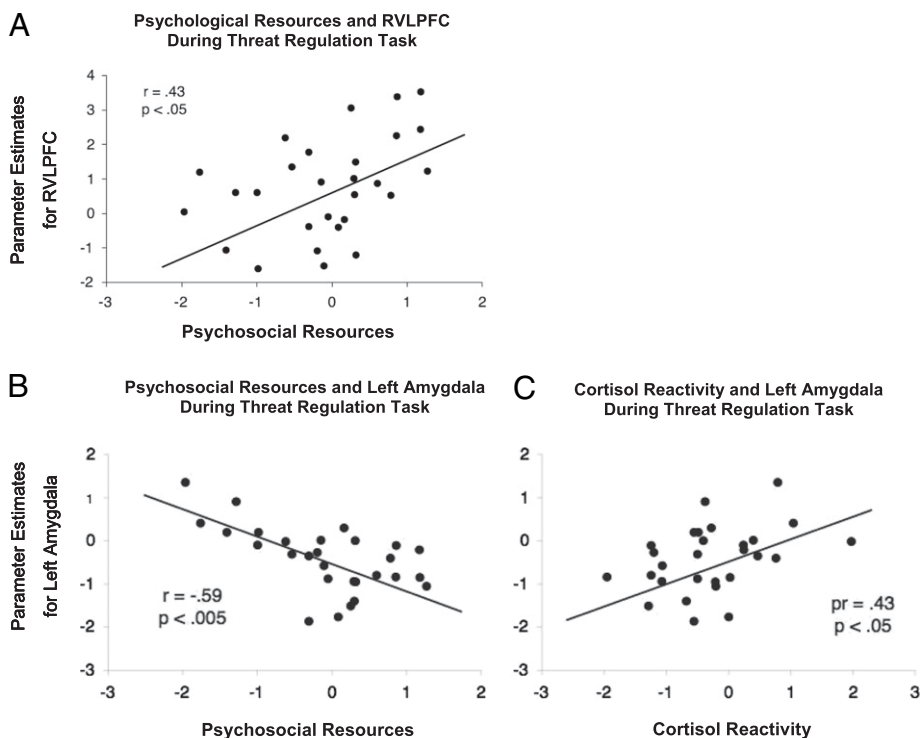 A
Psychological Resources and RVLPFC
During Threat Regulation Task
Parameter Estimates
for RVLPFC
4
3
2
1
0
-1
-2
r = .43
p < .05
-3
-2
-1
0
1
2
Psychosocial Resources
B
Psychosocial Resources and Left Amygdala
During Threat Regulation Task
Parameter Estimates
for Left Amygdala
2
1
0
-1
-2
-3
r = -.59
p < .005
-3
-2
-1
0
1
2
Psychosocial Resources
C
Cortisol Reactivity and Left Amygdala
During Threat Regulation Task
2
1
0
-1
-2
-3
pr = .43
p < .05
-3
-2
-1
0
1
2
3
Cortisol Reactivity